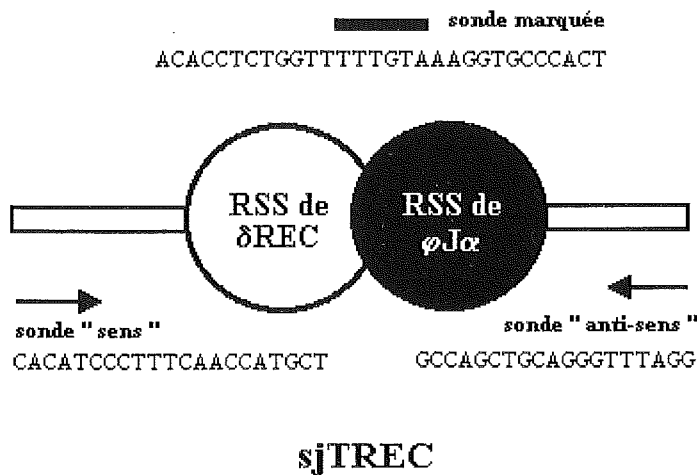 sonde marquée
ACACCTCTGGTTTTTGTAAAGGTGCCCACT
RSS de
δREC
RSS de
φJα
sonde " sens "
CACATCCCTTTCAACCATGCT
sonde " anti-sens "
GCCAGCTGCAGGGTTTAGG
sjTREC